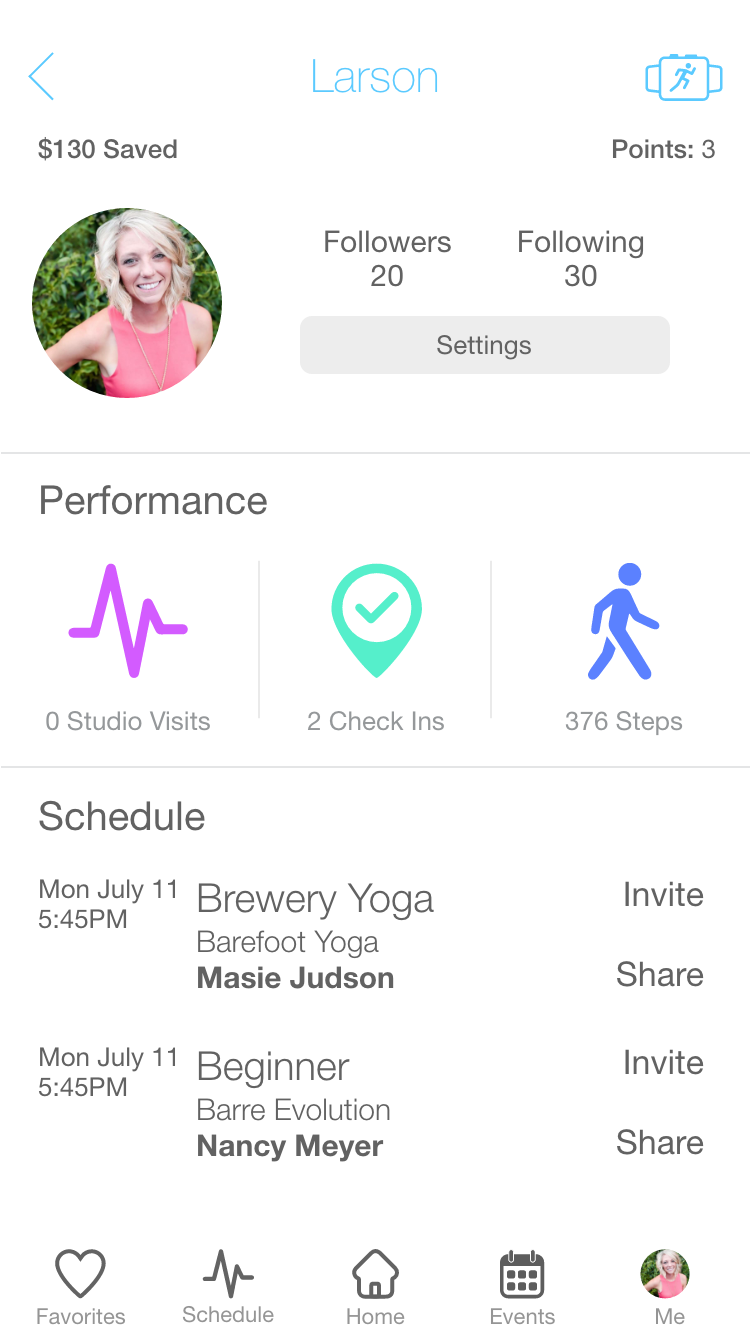 Larson
$130 Saved
Points: 3
Followers
20
Following
30
Settings
Performance
0 Studio Visits
2 Check Ins
376 Steps
Schedule
Mon July 11
5:45PM
Brewery Yoga
Barefoot Yoga
Masie Judson
Invite
Share
Mon July 11
5:45PM
Beginner
Barre Evolution
Nancy Meyer
Invite
Share
Favorites
Schedule
Home
Events
Me